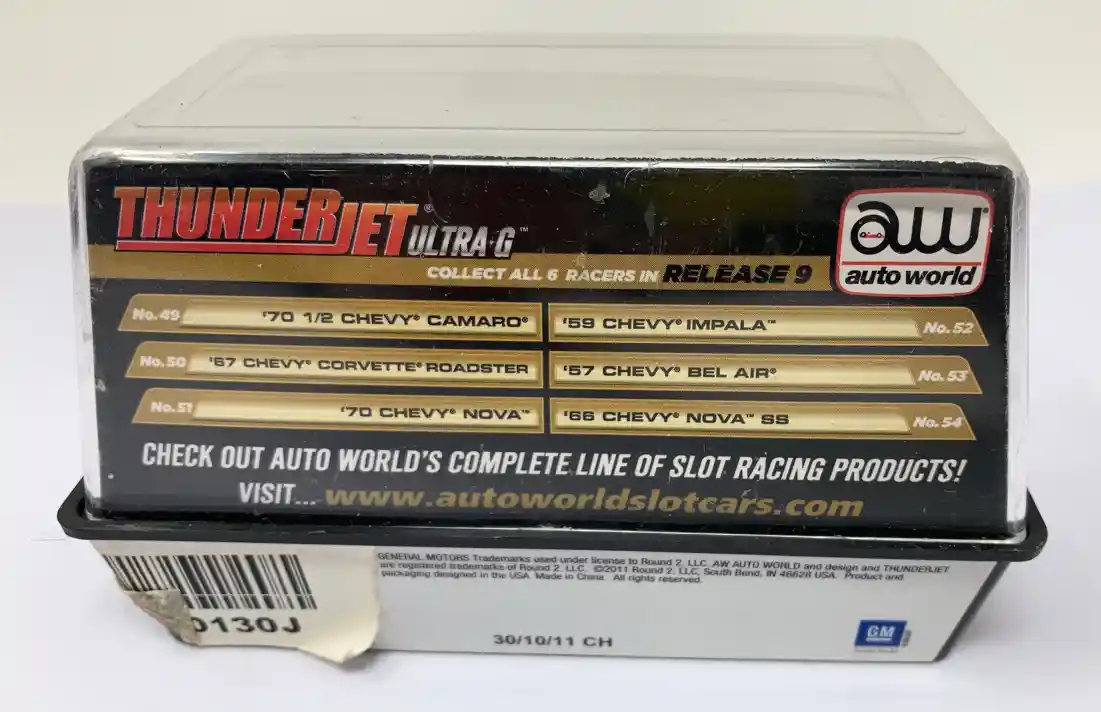 THUNDERJET® ULTRA-G™
COLLECT ALL 6 RACERS IN RELEASE 9
aw®
auto world
No.49 '70 1/2 CHEVY® CAMARO®
'59 CHEVY® IMPALA™ No.52
No.50 '67 CHEVY® CORVETTE® ROADSTER
'57 CHEVY® BEL AIR® No.53
No.51 '70 CHEVY® NOVA™
'66 CHEVY® NOVA™ SS No.54
CHECK OUT AUTO WORLD'S COMPLETE LINE OF SLOT RACING PRODUCTS!
VISIT... www.autoworldslotcars.com
GENERAL MOTORS Trademarks used under license to Round 2, LLC. AW AUTO WORLD and design and THUNDERJET
are registered trademarks of Round 2, LLC. ©2011 Round 2, LLC, South Bend, IN 46628 USA. Product and
packaging designed in the USA. Made in China. All rights reserved.
0130J
30/10/11 CH
GM